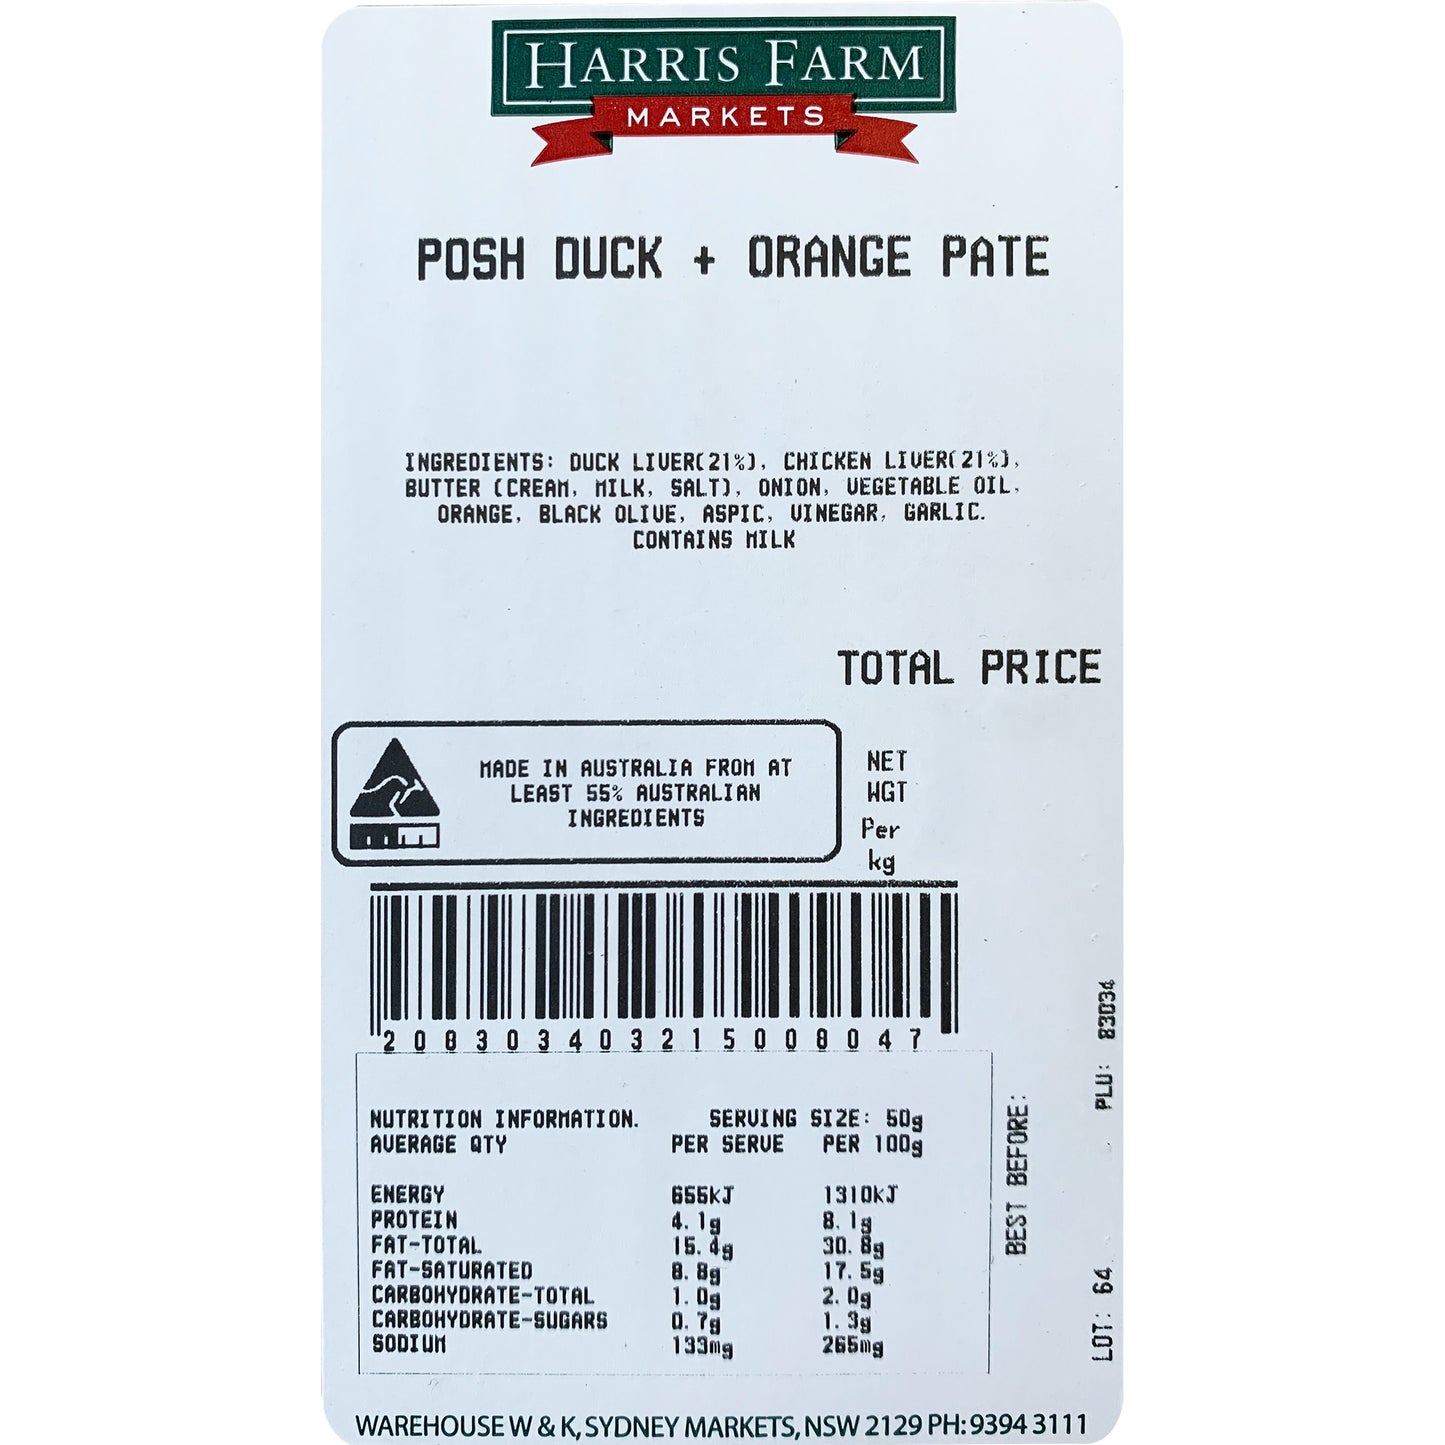 HARRIS FARM
MARKETS
POSH DUCK + ORANGE PATE
INGREDIENTS: DUCK LIVER(21%), CHICKEN LIVER(21%),
BUTTER (CREAM, MILK, SALT), ONION, VEGETABLE OIL,
ORANGE, BLACK OLIVE, ASPIC, VINEGAR, GARLIC.
CONTAINS MILK
TOTAL PRICE
MADE IN AUSTRALIA FROM AT
LEAST 55% AUSTRALIAN
INGREDIENTS
NET
WGT
Per
kg
208303403215008047
NUTRITION INFORMATION. SERVING SIZE: 50g
AVERAGE QTY PER SERVE PER 100g
ENERGY 655kJ 1310kJ
PROTEIN 4.1g 8.1g
FAT-TOTAL 15.4g 30.8g
FAT-SATURATED 8.8g 17.5g
CARBOHYDRATE-TOTAL 1.0g 2.0g
CARBOHYDRATE-SUGARS 0.7g 1.3g
SODIUM 133mg 265mg
BEST BEFORE:
LOT: 64 PLU: 83034
WAREHOUSE W & K, SYDNEY MARKETS, NSW 2129 PH: 9394 3111